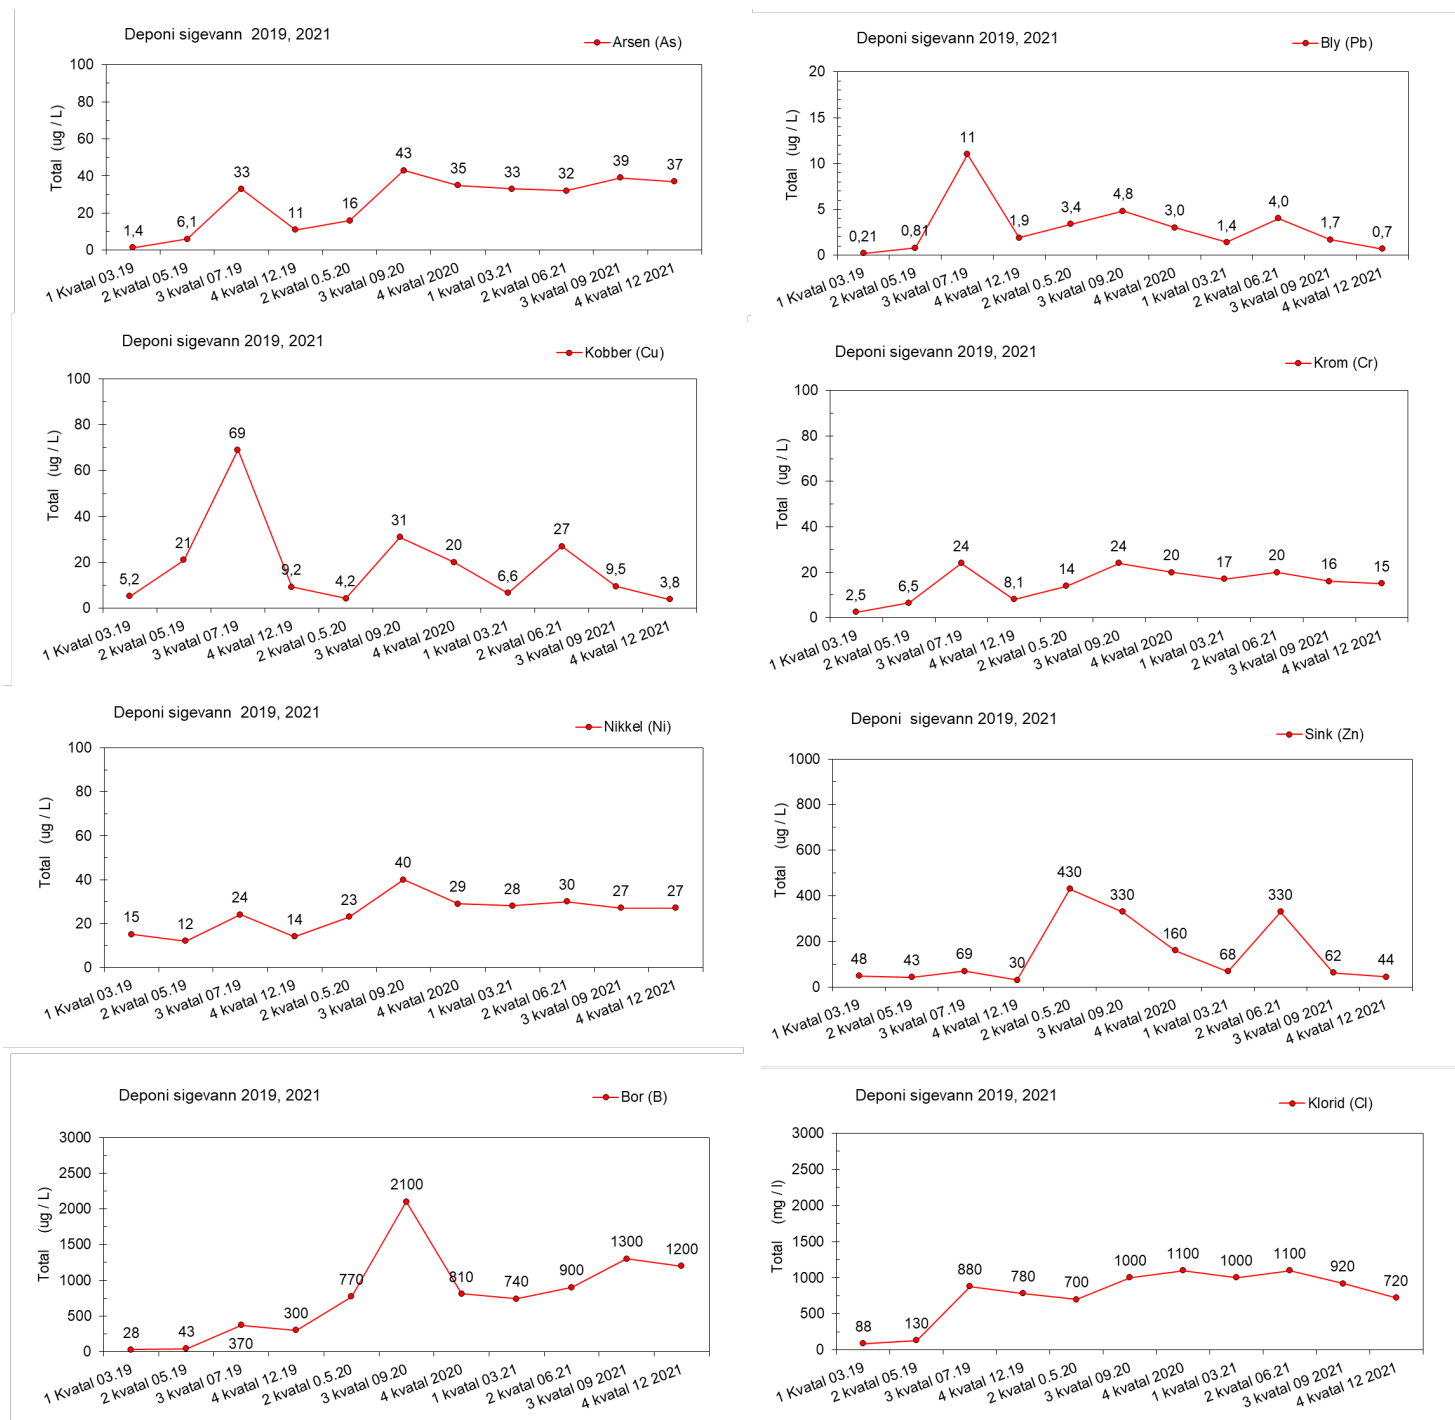 Deponi sigevann  2019, 2021
Arsen (As)
Total (ug / L)
100
80
60
40
20
0
1,4
6,1
33
11
16
43
35
33
32
39
37
1 Kvatal 03.19
2 kvatal 05.19
3 kvatal 07.19
4 kvatal 12.19
2 kvatal 0.5.20
3 kvatal 09.20
4 kvatal 2020
1 kvatal 03.21
2 kvatal 06.21
3 kvatal 09 2021
4 kvatal 12 2021
Deponi sigevann 2019, 2021
Bly (Pb)
Total (ug / L)
20
15
10
5
0
0,21
0,81
11
1,9
3,4
4,8
3,0
1,4
4,0
1,7
0,7
1 Kvatal 03.19
2 kvatal 05.19
3 kvatal 07.19
4 kvatal 12.19
2 kvatal 0.5.20
3 kvatal 09.20
4 kvatal 2020
1 kvatal 03.21
2 kvatal 06.21
3 kvatal 09 2021
4 kvatal 12 2021
Deponi sigevann 2019, 2021
Kobber (Cu)
Total (ug / L)
100
80
60
40
20
0
5,2
21
69
9,2
4,2
31
20
6,6
27
9,5
3,8
1 Kvatal 03.19
2 kvatal 05.19
3 kvatal 07.19
4 kvatal 12.19
2 kvatal 0.5.20
3 kvatal 09.20
4 kvatal 2020
1 kvatal 03.21
2 kvatal 06.21
3 kvatal 09 2021
4 kvatal 12 2021
Deponi sigevann 2019, 2021
Krom (Cr)
Total (ug / L)
100
80
60
40
20
0
2,5
6,5
24
8,1
14
24
20
17
20
16
15
1 Kvatal 03.19
2 kvatal 05.19
3 kvatal 07.19
4 kvatal 12.19
2 kvatal 0.5.20
3 kvatal 09.20
4 kvatal 2020
1 kvatal 03.21
2 kvatal 06.21
3 kvatal 09 2021
4 kvatal 12 2021
Deponi sigevann  2019, 2021
Nikkel (Ni)
Total (ug / L)
100
80
60
40
20
0
15
12
24
14
23
40
29
28
30
27
27
1 Kvatal 03.19
2 kvatal 05.19
3 kvatal 07.19
4 kvatal 12.19
2 kvatal 0.5.20
3 kvatal 09.20
4 kvatal 2020
1 kvatal 03.21
2 kvatal 06.21
3 kvatal 09 2021
4 kvatal 12 2021
Deponi  sigevann 2019, 2021
Sink (Zn)
Total (ug / L)
1000
800
600
400
200
0
48
43
69
30
430
330
160
68
330
62
44
1 Kvatal 03.19
2 kvatal 05.19
3 kvatal 07.19
4 kvatal 12.19
2 kvatal 0.5.20
3 kvatal 09.20
4 kvatal 2020
1 kvatal 03.21
2 kvatal 06.21
3 kvatal 09 2021
4 kvatal 12 2021
Deponi sigevann 2019, 2021
Bor (B)
Total (ug / L)
3000
2500
2000
1500
1000
500
0
28
43
370
300
770
2100
810
740
900
1300
1200
1 Kvatal 03.19
2 kvatal 05.19
3 kvatal 07.19
4 kvatal 12.19
2 kvatal 0.5.20
3 kvatal 09.20
4 kvatal 2020
1 kvatal 03.21
2 kvatal 06.21
3 kvatal 09 2021
4 kvatal 12 2021
Deponi sigevann 2019, 2021
Klorid (Cl)
Total (mg / l)
3000
2500
2000
1500
1000
500
0
88
130
880
780
700
1000
1100
1000
1100
920
720
1 Kvatal 03.19
2 kvatal 05.19
3 kvatal 07.19
4 kvatal 12.19
2 kvatal 0.5.20
3 kvatal 09.20
4 kvatal 2020
1 kvatal 03.21
2 kvatal 06.21
3 kvatal 09 2021
4 kvatal 12 2021